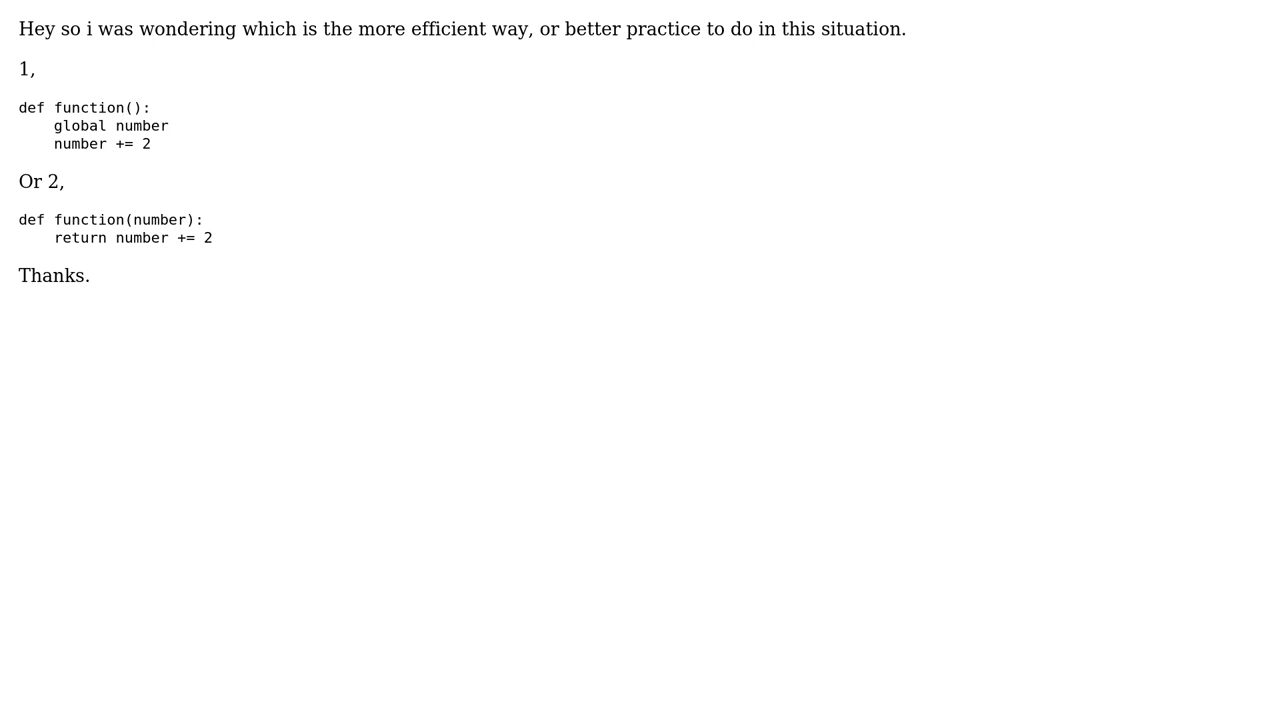 Hey so i was wondering which is the more efficient way, or better practice to do in this situation.
1,
def function():
    global number
    number += 2
Or 2,
def function(number):
    return number += 2
Thanks.